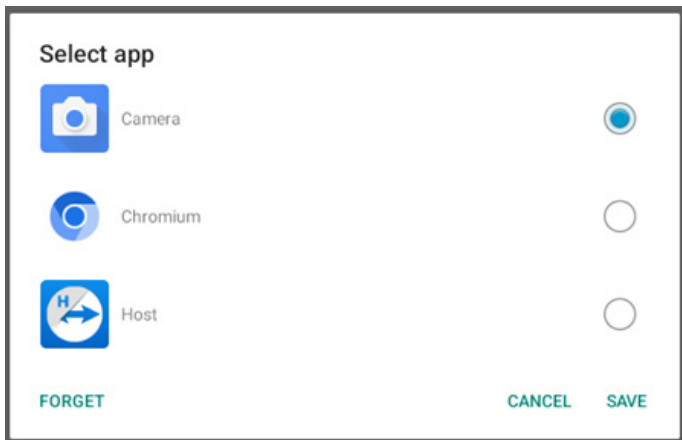 Select app
Camera
Chromium
H
Host
FORGET CANCEL SAVE